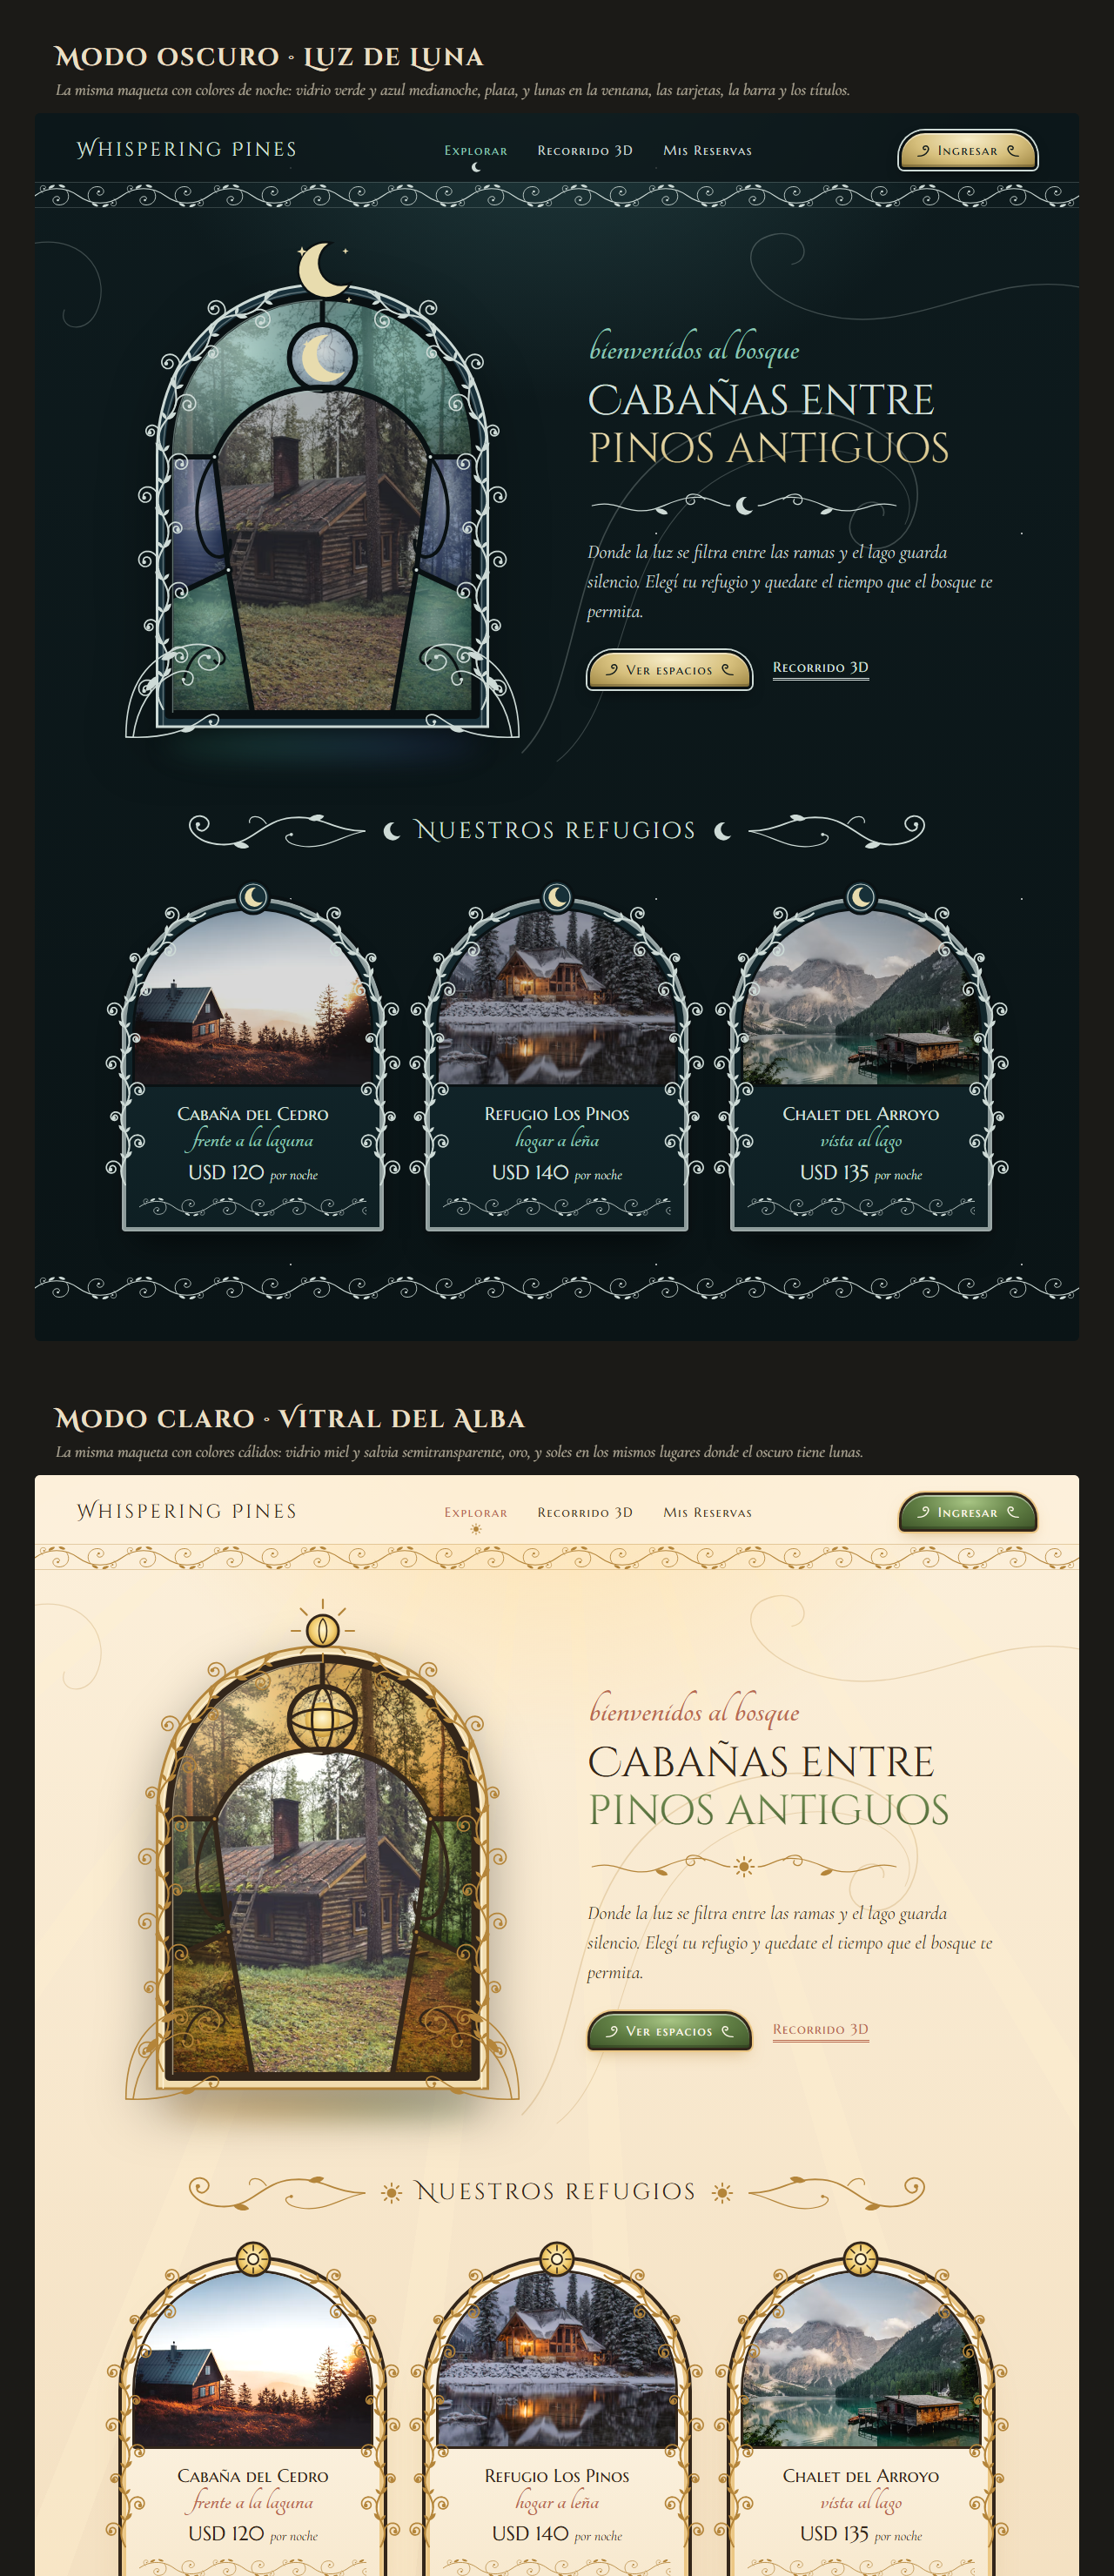 Modo oscuro · Luz de Luna
La misma maqueta con colores de noche: vidrio verde y azul medianoche, plata, y lunas en la ventana, las tarjetas, la barra y los títulos.
Whispering Pines
Explorar
Recorrido 3D
Mis Reservas
Ingresar
bienvenidos al bosque
Cabañas entre
pinos antiguos
Donde la luz se filtra entre las ramas y el lago guarda
silencio. Elegí tu refugio y quedate el tiempo que el bosque te
permita.
Ver espacios
Recorrido 3D
Nuestros refugios
Cabaña del Cedro
frente a la laguna
USD 120 por noche
Refugio Los Pinos
hogar a leña
USD 140 por noche
Chalet del Arroyo
vista al lago
USD 135 por noche
Modo claro · Vitral del Alba
La misma maqueta con colores cálidos: vidrio miel y salvia semitransparente, oro, y soles en los mismos lugares donde el oscuro tiene lunas.
Whispering Pines
Explorar
Recorrido 3D
Mis Reservas
Ingresar
bienvenidos al bosque
Cabañas entre
pinos antiguos
Donde la luz se filtra entre las ramas y el lago guarda
silencio. Elegí tu refugio y quedate el tiempo que el bosque te
permita.
Ver espacios
Recorrido 3D
Nuestros refugios
Cabaña del Cedro
frente a la laguna
USD 120 por noche
Refugio Los Pinos
hogar a leña
USD 140 por noche
Chalet del Arroyo
vista al lago
USD 135 por noche